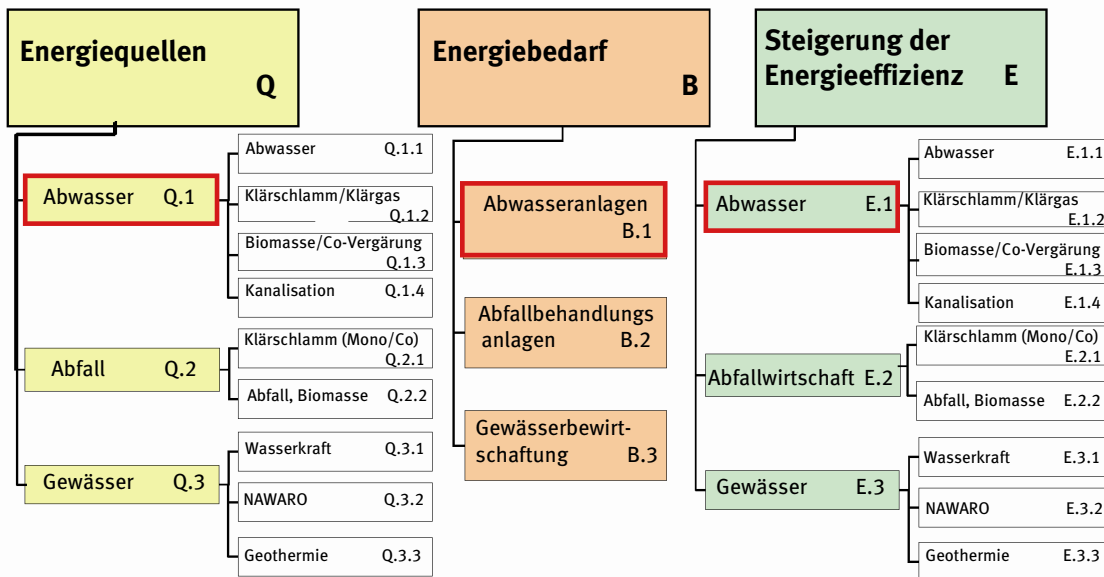 Energiequellen
Q
Abwasser Q.1
Abwasser Q.1.1
Klärschlamm/Klärgas
Q.1.2
Biomasse/Co-Vergärung
Q.1.3
Kanalisation Q.1.4
Abfall Q.2
Klärschlamm (Mono/Co)
Q.2.1
Abfall, Biomasse Q.2.2
Gewässer Q.3
Wasserkraft Q.3.1
NAWARO Q.3.2
Geothermie Q.3.3
Energiebedarf
B
Abwasseranlagen
B.1
Abfallbehandlungs
anlagen B.2
Gewässerbewirt-
schaftung B.3
Steigerung der
Energieeffizienz E
Abwasser E.1
Abwasser E.1.1
Klärschlamm/Klärgas
E.1.2
Biomasse/Co-Vergärung
E.1.3
Kanalisation E.1.4
Abfallwirtschaft E.2
Klärschlamm (Mono/Co)
E.2.1
Abfall, Biomasse E.2.2
Gewässer E.3
Wasserkraft E.3.1
NAWARO E.3.2
Geothermie E.3.3